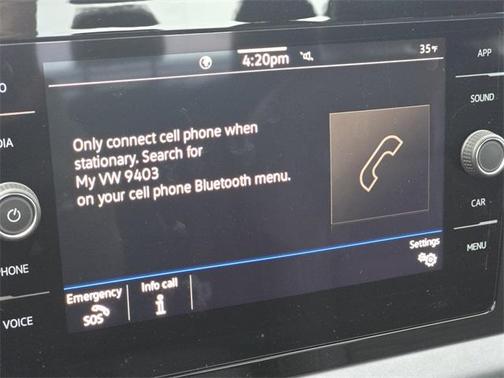 4:20pm
35°F
APP
SOUND
Only connect cell phone when
stationary. Search for
My VW 9403
on your cell phone Bluetooth menu.
CAR
Settings
MENU
PHONE
Emergency
SOS
Info call
VOICE